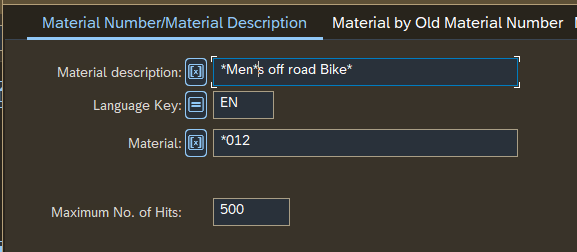 Material Number/Material Description Material by Old Material Number
Material description: *Men*s off road Bike*
Language Key: EN
Material: *012
Maximum No. of Hits: 500